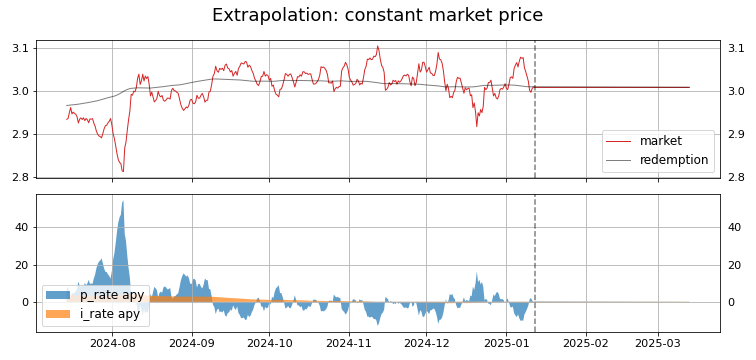 Extrapolation: constant market price
3.1 3.1
3.0 3.0
2.9 2.9
2.8 2.8
market
redemption
40 40
20 20
0 0
p_rate apy
i_rate apy
2024-08 2024-09 2024-10 2024-11 2024-12 2025-01 2025-02 2025-03